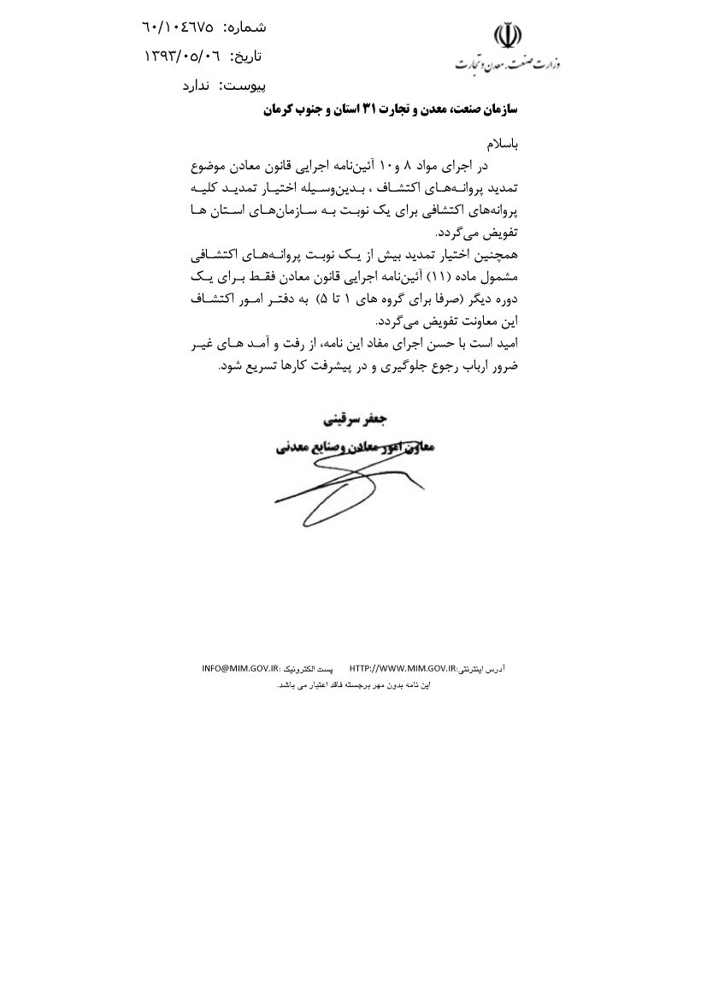 شماره: ٦٠/١٠٤٦٧٥
تاریخ: ١٣٩٣/٠٥/٠٦
پیوست: ندارد
وزارت صنعت، معدن و تجارت
سازمان صنعت، معدن و تجارت ۳۱ استان و جنوب کرمان
باسلام
در اجرای مواد ۸ و۱۰ آئین‌نامه اجرایی قانون معادن موضوع
تمدید پروانه‌های اکتشاف ، بدین‌وسیله اختیار تمدید کلیه
پروانه‌های اکتشافی برای یک نوبت به سازمان‌های استان ها
تفویض می‌گردد.
همچنین اختیار تمدید بیش از یک نوبت پروانه‌های اکتشافی
مشمول ماده (۱۱) آئین‌نامه اجرایی قانون معادن فقط برای یک
دوره دیگر (صرفا برای گروه های ۱ تا ۵) به دفتر امور اکتشاف
این معاونت تفویض می‌گردد.
امید است با حسن اجرای مفاد این نامه، از رفت و آمد های غیر
ضرور ارباب رجوع جلوگیری و در پیشرفت کارها تسریع شود.
جعفر سرقینی
معاون امور معادن و صنایع معدنی
آدرس اینترنتی:HTTP://WWW.MIM.GOV.IR پست الکترونیک :INFO@MIM.GOV.IR
این نامه بدون مهر برجسته فاقد اعتبار می باشد.